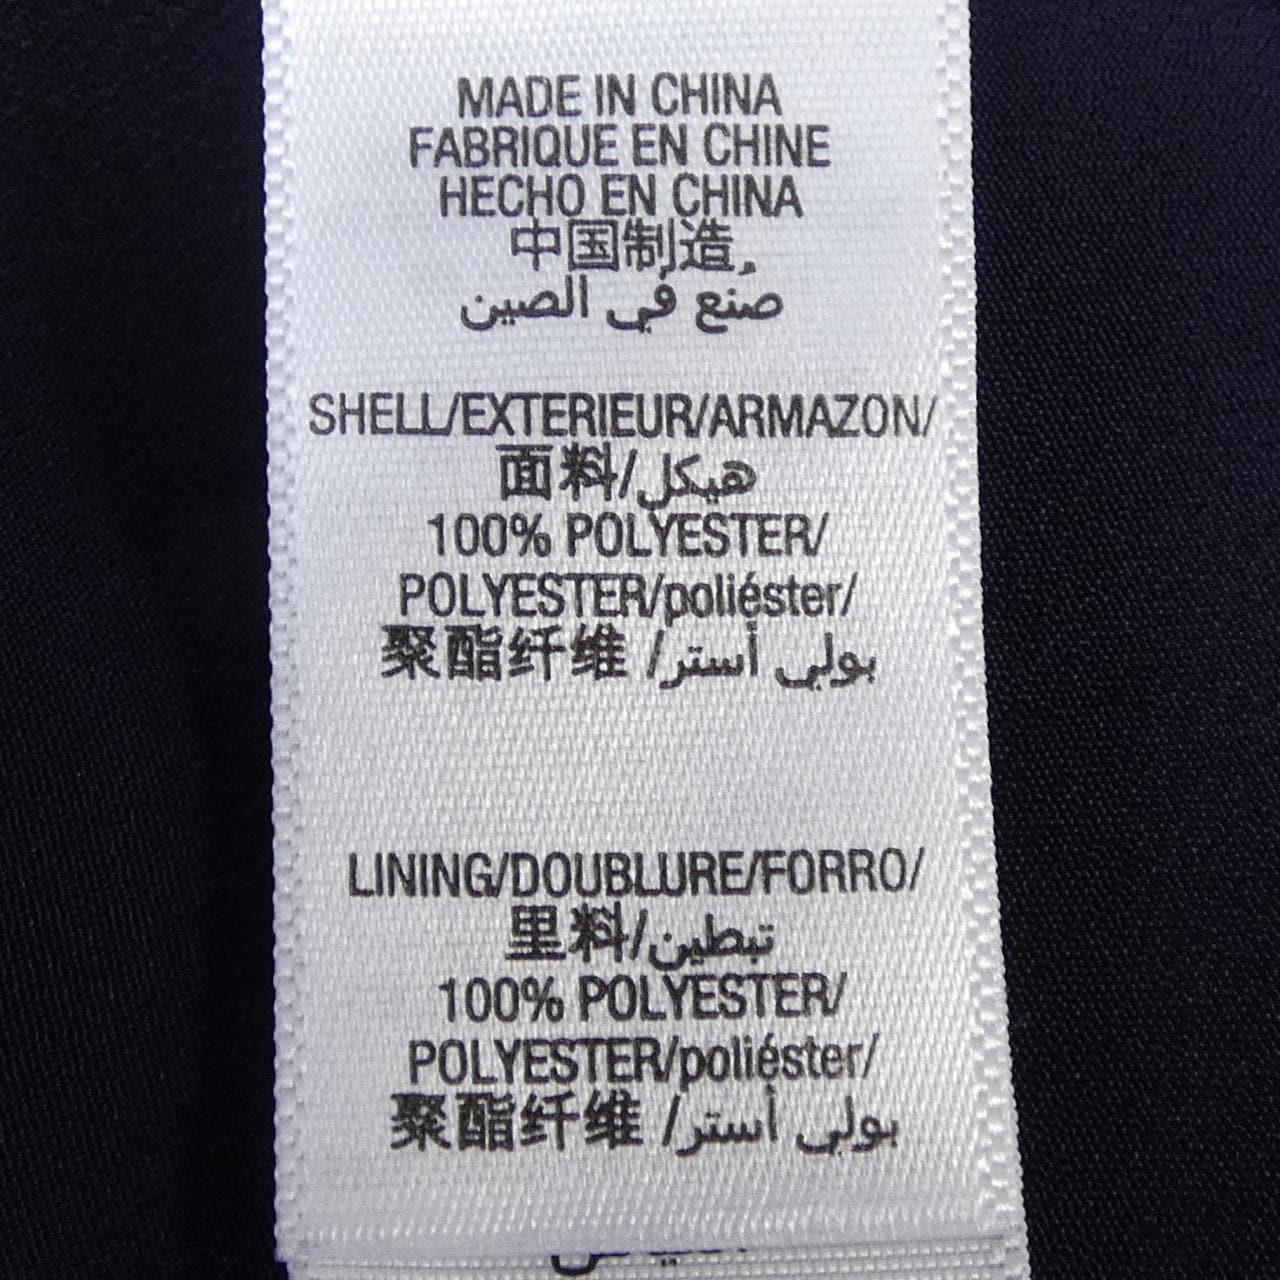 MADE IN CHINA
FABRIQUE EN CHINE
HECHO EN CHINA
中国制造
صنع في الصين
SHELL/EXTERIEUR/ARMAZON/
面料/هيكل
100% POLYESTER/
POLYESTER/poliéster/
聚酯纤维 /بولي أستر
LINING/DOUBLURE/FORRO/
里料/تبطين
100% POLYESTER/
POLYESTER/poliéster/
聚酯纤维 /بولي أستر